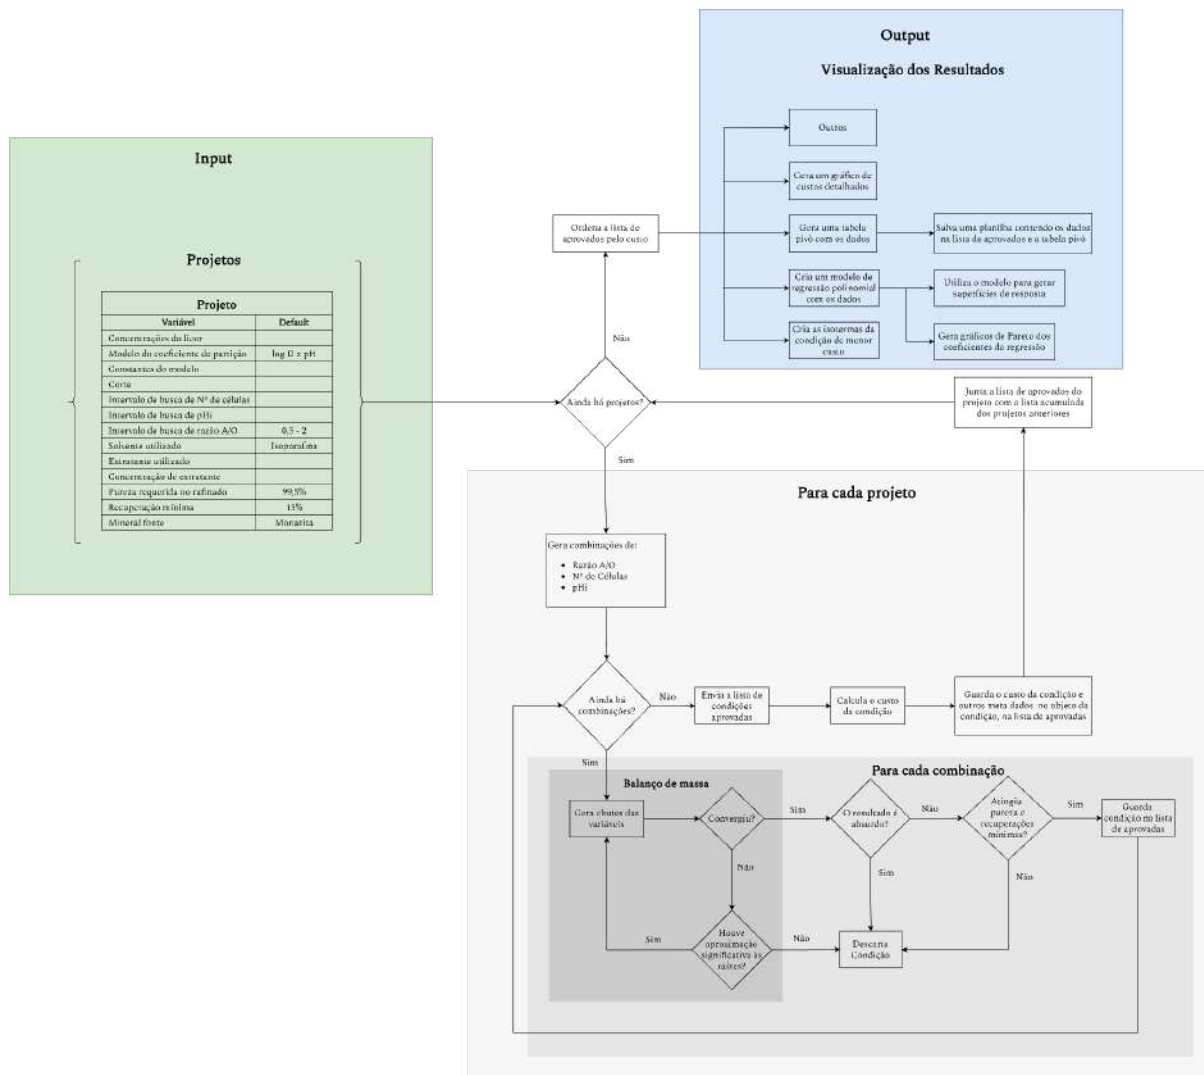 Output
Visualização dos Resultados
Outros
Gera um gráfico de
custos detalhados
Gera uma tabela
pivô com os dados
Salva uma planilha contendo os dados
na lista de aprovados e a tabela pivô
Cria um modelo de
regressão polinomial
com os dados
Utiliza o modelo para gerar
superfícies de resposta
Cria as isotermas da
condição de menor
custo
Gera gráficos de Pareto dos
coeficientes da regressão
Input
Projetos
Projeto
Variável Default
Concentrações do licor
Modelo do coeficiente de partição log D x pH
Constantes do modelo
Corte
Intervalo de busca de Nº de células
Intervalo de busca de pHi
Intervalo de busca de razão A/O 0,5 - 2
Solvente utilizado Isoparafina
Extratante utilizado
Concentração de extratante
Pureza requerida no rafinado 99,5%
Recuperação mínima 15%
Mineral fonte Monazita
Ordena a lista de
aprovados pelo custo
Não
Ainda há projetos?
Sim
Junta a lista de aprovados do
projeto com a lista acumulada
dos projetos anteriores
Para cada projeto
Gera combinações de:
• Razão A/O
• Nº de Células
• pHi
Ainda há
combinações?
Não
Envia a lista de
condições
aprovadas
Calcula o custo
da condição
Guarda o custo da condição e
outros meta dados no objeto da
condição, na lista de aprovadas
Sim
Para cada combinação
Balanço de massa
Gera chutes das
variáveis
Convergiu?
Sim
O resultado é
absurdo?
Não
Atingiu
pureza e
recuperações
mínimas?
Sim
Guarda
condição na lista
de aprovadas
Não
Sim
Não
Houve
aproximação
significativa às
raízes?
Sim
Não
Descarta
Condição